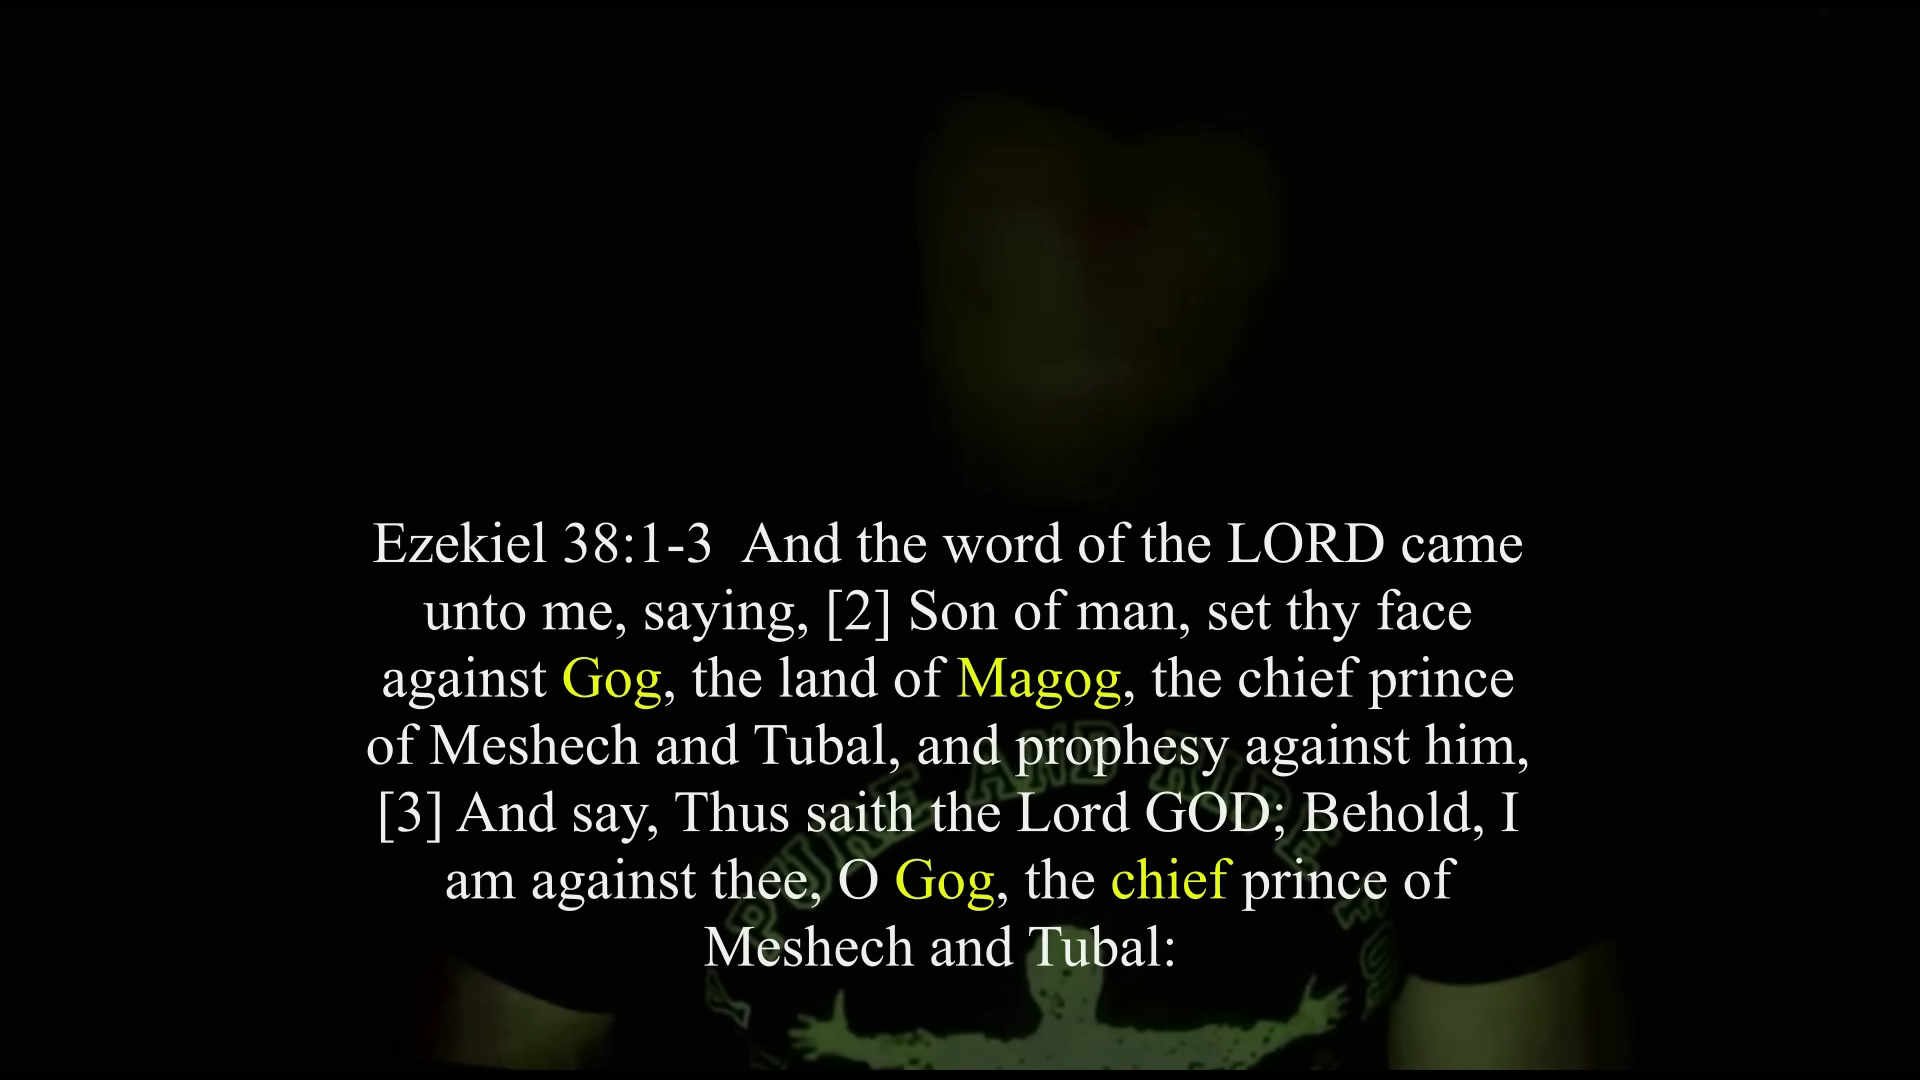 Ezekiel 38:1-3  And the word of the LORD came
unto me, saying, [2] Son of man, set thy face
against Gog, the land of Magog, the chief prince
of Meshech and Tubal, and prophesy against him,
[3] And say, Thus saith the Lord GOD; Behold, I
am against thee, O Gog, the chief prince of
Meshech and Tubal:
PURE AND